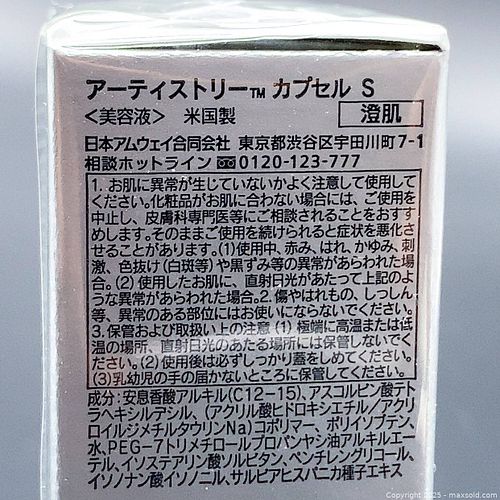 アーティストリー™ カプセル S
〈美容液〉 米国製 澄肌
日本アムウェイ合同会社 東京都渋谷区宇田川町7-1
相談ホットライン 0120-123-777
1. お肌に異常が生じていないかよく注意して使用して
ください。化粧品がお肌に合わない場合には、ご使用を
中止し、皮膚科専門医等にご相談されることをおすす
めします。そのままご使用を続けられると症状を悪化さ
せることがあります。(1)使用中、赤み、はれ、かゆみ、刺
激、色抜け(白斑等)や黒ずみ等の異常があらわれた場
合。(2) 使用したお肌に、直射日光があたって上記のよ
うな異常があらわれた場合。2. 傷やはれもの、しっしん
等、異常のある部位にはお使いにならないでください。
3. 保管および取扱い上の注意 (1) 極端に高温または低
温の場所、直射日光のあたる場所には保管しないでく
ださい。(2)使用後は必ずしっかり蓋をしめてください。
(3)乳幼児の手の届かないところに保管してください。
成分: 安息香酸アルキル(C12-15)、アスコルビン酸テト
ラヘキシルデシル、(アクリル酸ヒドロキシエチル/アクリ
ロイルジメチルタウリンNa)コポリマー、ポリイソブテン、
水、PEG-7トリメチロールプロパンヤシ油アルキルエー
テル、イソステアリン酸ソルビタン、ペンチレングリコール、
イソノナン酸イソノニル、サルビアヒスパニカ種子エキス
Copyright 2025 - maxsold.com